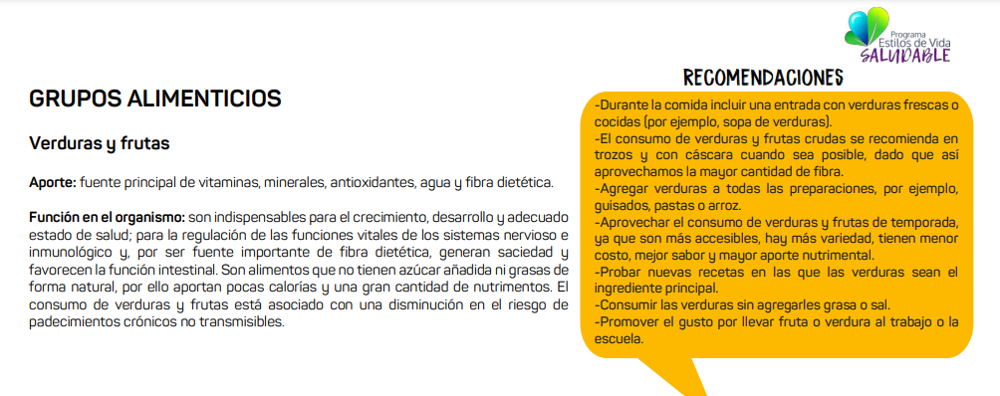 Programa
Estilos de Vida
SALUDABLE
GRUPOS ALIMENTICIOS
Verduras y frutas
Aporte: fuente principal de vitaminas, minerales, antioxidantes, agua y fibra dietética.
Función en el organismo: son indispensables para el crecimiento, desarrollo y adecuado
estado de salud; para la regulación de las funciones vitales de los sistemas nervioso e
inmunológico y, por ser fuente importante de fibra dietética, generan saciedad y
favorecen la función intestinal. Son alimentos que no tienen azúcar añadida ni grasas de
forma natural, por ello aportan pocas calorías y una gran cantidad de nutrimentos. El
consumo de verduras y frutas está asociado con una disminución en el riesgo de
padecimientos crónicos no transmisibles.
RECOMENDACIONES
-Durante la comida incluir una entrada con verduras frescas o
cocidas (por ejemplo, sopa de verduras).
-El consumo de verduras y frutas crudas se recomienda en
trozos y con cáscara cuando sea posible, dado que así
aprovechamos la mayor cantidad de fibra.
-Agregar verduras a todas las preparaciones, por ejemplo,
guisados, pastas o arroz.
-Aprovechar el consumo de verduras y frutas de temporada,
ya que son más accesibles, hay más variedad, tienen menor
costo, mejor sabor y mayor aporte nutrimental.
-Probar nuevas recetas en las que las verduras sean el
ingrediente principal.
-Consumir las verduras sin agregarles grasa o sal.
-Promover el gusto por llevar fruta o verdura al trabajo o la
escuela.